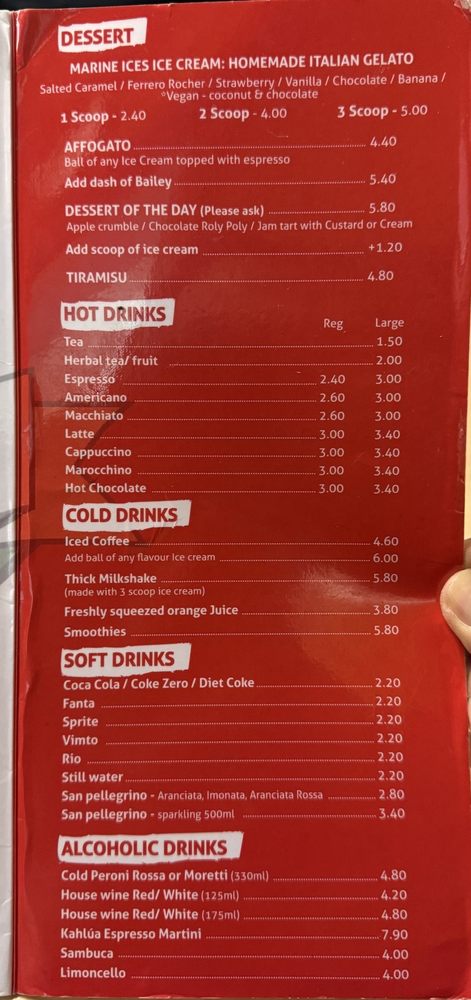 DESSERT
MARINE ICES ICE CREAM: HOMEMADE ITALIAN GELATO
Salted Caramel / Ferrero Rocher / Strawberry / Vanilla / Chocolate / Banana /
*Vegan - coconut & chocolate
1 Scoop - 2.40 2 Scoop - 4.00 3 Scoop - 5.00
AFFOGATO 4.40
Ball of any Ice Cream topped with espresso
Add dash of Bailey 5.40
DESSERT OF THE DAY (Please ask) 5.80
Apple crumble / Chocolate Roly Poly / Jam tart with Custard or Cream
Add scoop of ice cream +1.20
TIRAMISU 4.80
HOT DRINKS
Reg Large
Tea 1.50
Herbal tea/ fruit 2.00
Espresso 2.40 3.00
Americano 2.60 3.00
Macchiato 2.60 3.00
Latte 3.00 3.40
Cappuccino 3.00 3.40
Marocchino 3.00 3.40
Hot Chocolate 3.00 3.40
COLD DRINKS
Iced Coffee 4.60
Add ball of any flavour Ice cream 6.00
Thick Milkshake 5.80
(made with 3 scoop ice cream)
Freshly squeezed orange Juice 3.80
Smoothies 5.80
SOFT DRINKS
Coca Cola / Coke Zero / Diet Coke 2.20
Fanta 2.20
Sprite 2.20
Vimto 2.20
Rio 2.20
Still water 2.20
San pellegrino - Aranciata, lmonata, Aranciata Rossa 2.80
San pellegrino - sparkling 500ml 3.40
ALCOHOLIC DRINKS
Cold Peroni Rossa or Moretti (330ml) 4.80
House wine Red/ White (125ml) 4.20
House wine Red/ White (175ml) 4.80
Kahlúa Espresso Martini 7.90
Sambuca 4.00
Limoncello 4.00